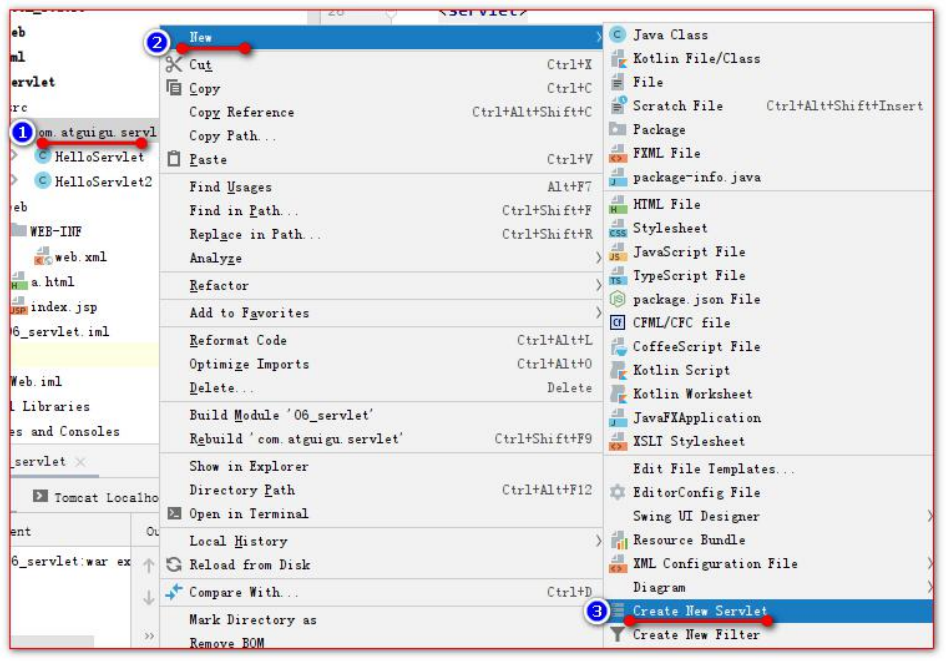 28
<servlet>
eb
ml
ervlet
src
1
com.atguigu.servl
HelloServlet
HelloServlet2
eb
WEB-INF
web.xml
a.html
index.jsp
06_servlet.iml
Web.iml
l Libraries
es and Consoles
_servlet
Tomcat Localho
ent
Ou
6_servlet:war ex
2
New
Cut Ctrl+X
Copy Ctrl+C
Copy Reference Ctrl+Alt+Shift+C
Copy Path...
Paste Ctrl+V
Find Usages Alt+F7
Find in Path... Ctrl+Shift+F
Replace in Path... Ctrl+Shift+R
Analyze
Refactor
Add to Favorites
Reformat Code Ctrl+Alt+L
Optimize Imports Ctrl+Alt+O
Delete... Delete
Build Module '06_servlet'
Rebuild 'com.atguigu.servlet' Ctrl+Shift+F9
Show in Explorer
Directory Path Ctrl+Alt+F12
Open in Terminal
Local History
Reload from Disk
Compare With... Ctrl+D
Mark Directory as
Remove BOM
Java Class
Kotlin File/Class
File
Scratch File Ctrl+Alt+Shift+Insert
Package
FXML File
package-info.java
HTML File
Stylesheet
JavaScript File
TypeScript File
package.json File
CFML/CFC file
CoffeeScript File
Kotlin Script
Kotlin Worksheet
JavaFXApplication
XSLT Stylesheet
Edit File Templates...
EditorConfig File
Swing UI Designer
Resource Bundle
XML Configuration File
Diagram
3
Create New Servlet
Create New Filter